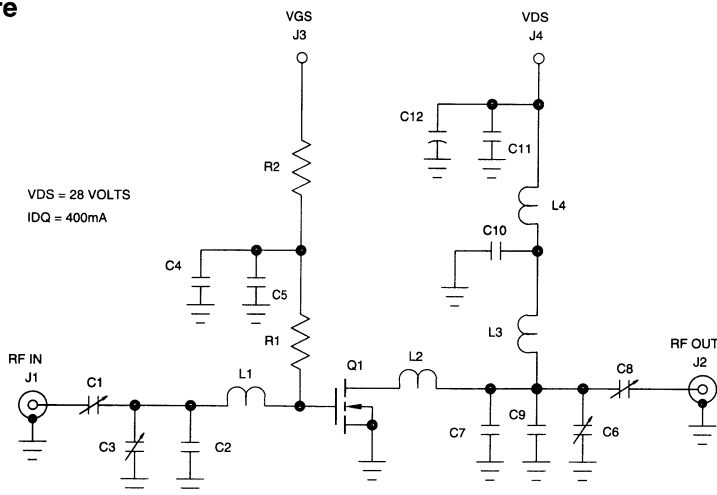 re
VGS
J3
VDS
J4
C12
C11
R2
VDS = 28 VOLTS
IDQ = 400mA
L4
C10
C4
C5
R1
L3
RF IN
J1
C1
L1
Q1
L2
C8
RF OUT
J2
C3
C2
C7
C9
C6